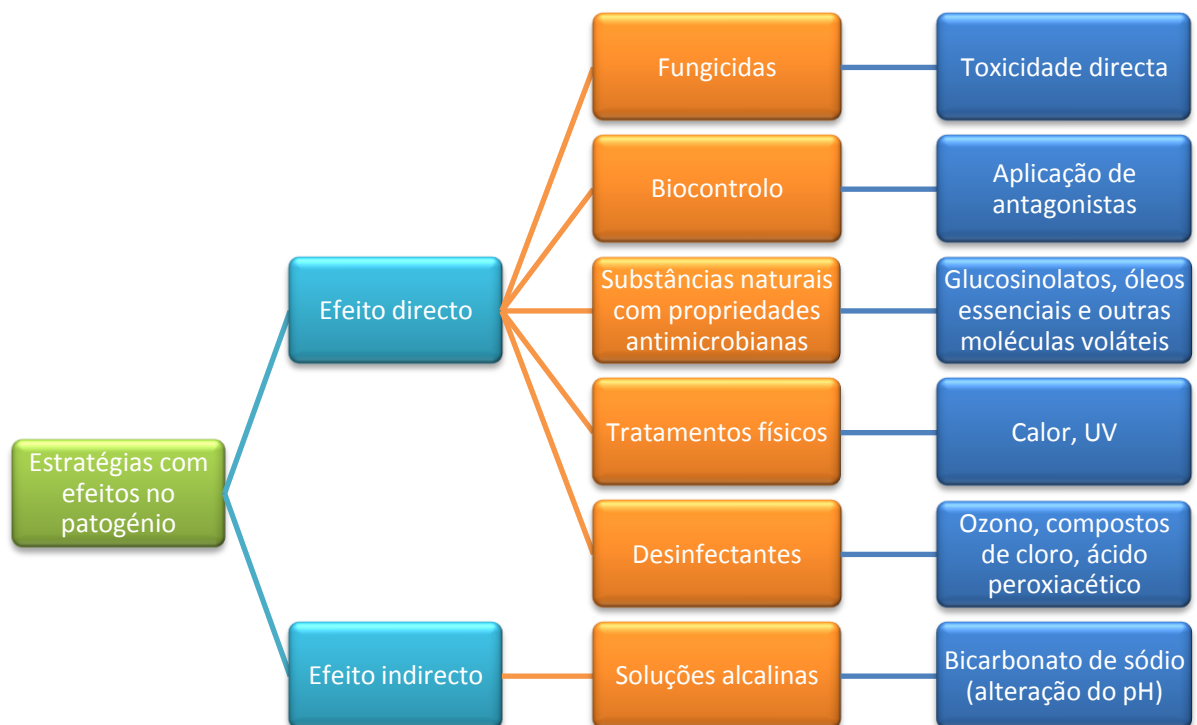 Estratégias com
efeitos no
patogénio
Efeito directo
Fungicidas
Toxicidade directa
Biocontrolo
Aplicação de
antagonistas
Substâncias naturais
com propriedades
antimicrobianas
Glucosinolatos, óleos
essenciais e outras
moléculas voláteis
Tratamentos físicos
Calor, UV
Desinfectantes
Ozono, compostos
de cloro, ácido
peroxiacético
Efeito indirecto
Soluções alcalinas
Bicarbonato de sódio
(alteração do pH)